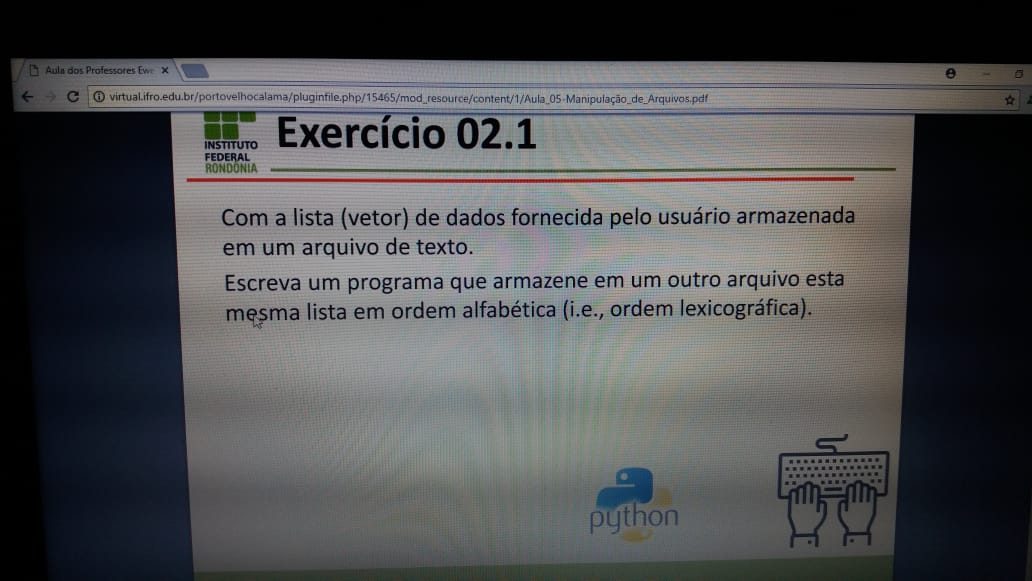 Aula dos Professores Ewe
virtual.ifro.edu.br/portovelhocalama/pluginfile.php/15465/mod_resource/content/1/Aula_05-Manipulação_de_Arquivos.pdf
INSTITUTO
FEDERAL
RONDÔNIA
Exercício 02.1
Com a lista (vetor) de dados fornecida pelo usuário armazenada
em um arquivo de texto.
Escreva um programa que armazene em um outro arquivo esta
mesma lista em ordem alfabética (i.e., ordem lexicográfica).
python